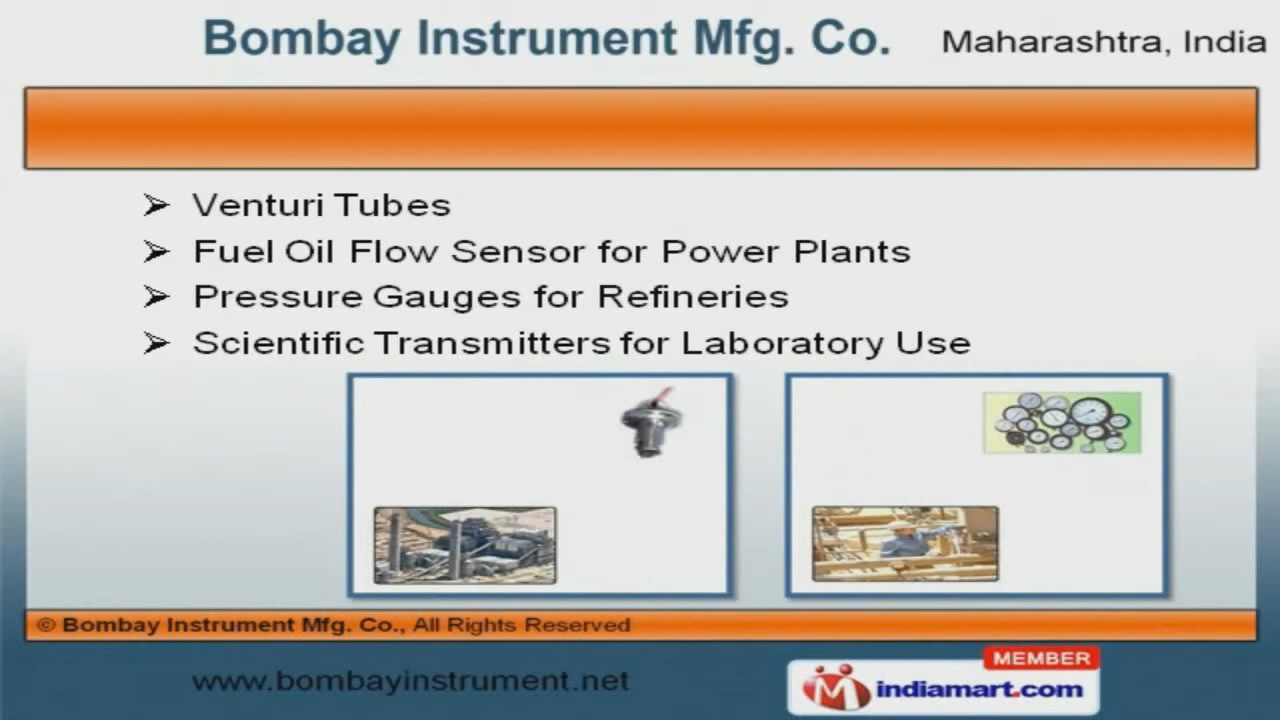 Bombay Instrument Mfg. Co. Maharashtra, India
Venturi Tubes
Fuel Oil Flow Sensor for Power Plants
Pressure Gauges for Refineries
Scientific Transmitters for Laboratory Use
© Bombay Instrument Mfg. Co., All Rights Reserved
www.bombayinstrument.net
MEMBER
indiamart.com